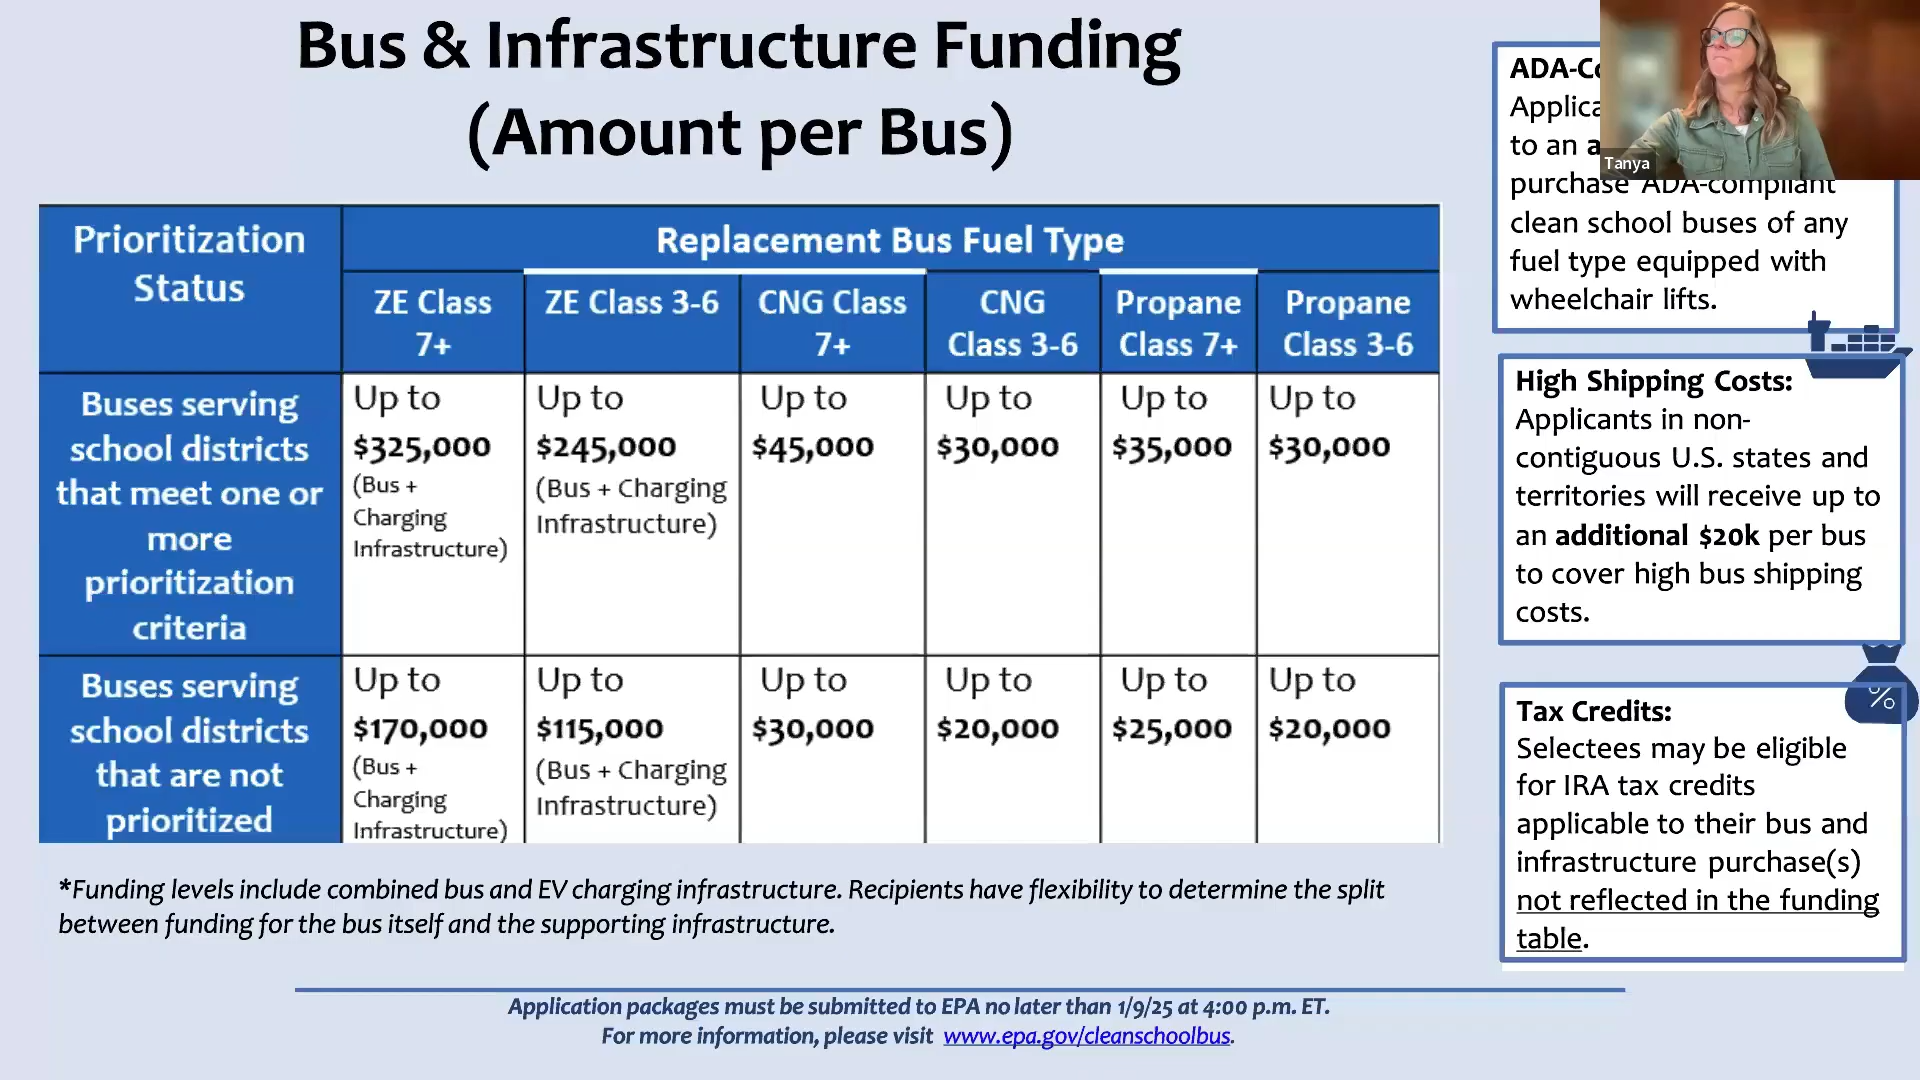 Bus & Infrastructure Funding
(Amount per Bus)
Prioritization
Status
Replacement Bus Fuel Type
ZE Class
7+
ZE Class 3-6
CNG Class
7+
CNG
Class 3-6
Propane
Class 7+
Propane
Class 3-6
Buses serving
school districts
that meet one or
more
prioritization
criteria
Up to
$325,000
(Bus +
Charging
Infrastructure)
Up to
$245,000
(Bus + Charging
Infrastructure)
Up to
$45,000
Up to
$30,000
Up to
$35,000
Up to
$30,000
Buses serving
school districts
that are not
prioritized
Up to
$170,000
(Bus +
Charging
Infrastructure)
Up to
$115,000
(Bus + Charging
Infrastructure)
Up to
$30,000
Up to
$20,000
Up to
$25,000
Up to
$20,000
*Funding levels include combined bus and EV charging infrastructure. Recipients have flexibility to determine the split
between funding for the bus itself and the supporting infrastructure.
to an
purchase ADA-compliant
clean school buses of any
fuel type equipped with
wheelchair lifts.
Tanya
High Shipping Costs:
Applicants in non-
contiguous U.S. states and
territories will receive up to
an additional $20k per bus
to cover high bus shipping
costs.
%
Tax Credits:
Selectees may be eligible
for IRA tax credits
applicable to their bus and
infrastructure purchase(s)
not reflected in the funding
table.
Application packages must be submitted to EPA no later than 1/9/25 at 4:00 p.m. ET.
For more information, please visit www.epa.gov/cleanschoolbus.